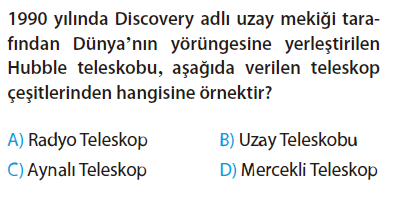 1990 yılında Discovery adlı uzay mekiği tara-
fından Dünya’nın yörüngesine yerleştirilen
Hubble teleskobu, aşağıda verilen teleskop
çeşitlerinden hangisine örnektir?
A) Radyo Teleskop B) Uzay Teleskobu
C) Aynalı Teleskop D) Mercekli Teleskop